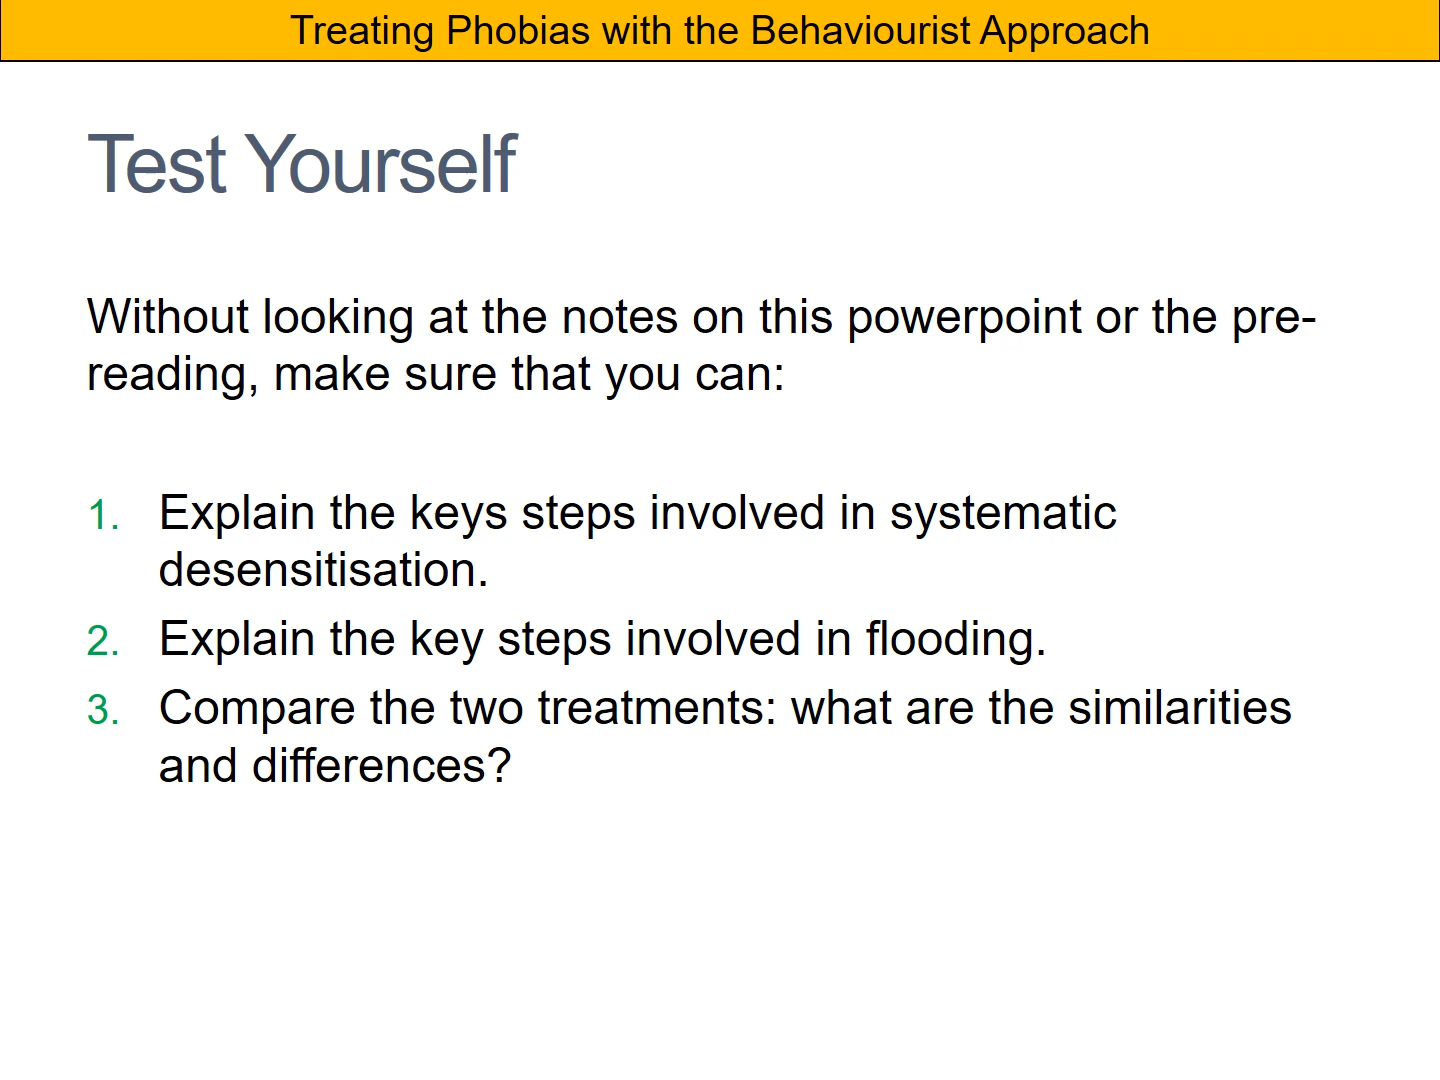 Treating Phobias with the Behaviourist Approach
Test Yourself
Without looking at the notes on this powerpoint or the pre-
reading, make sure that you can:
1. Explain the keys steps involved in systematic
desensitisation.
2. Explain the key steps involved in flooding.
3. Compare the two treatments: what are the similarities
and differences?